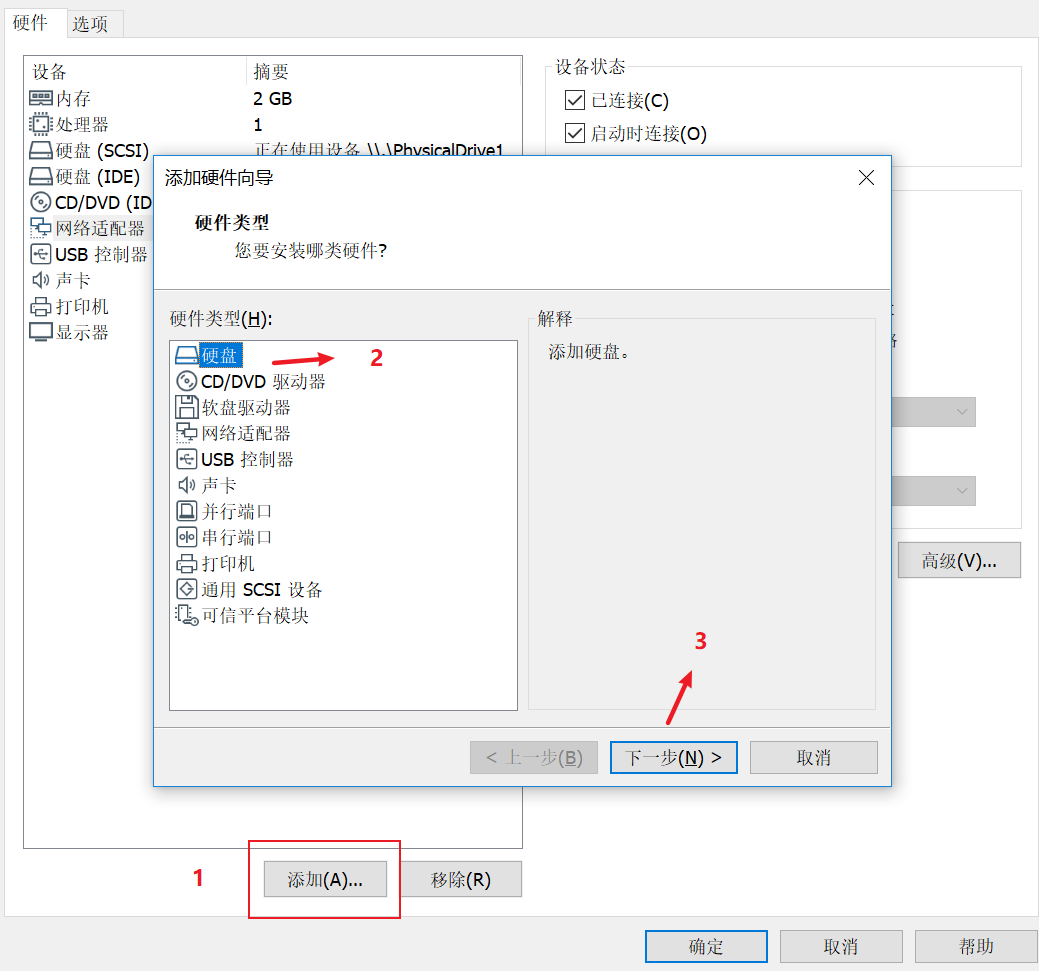 硬件 选项
设备 摘要
内存 2 GB
处理器 1
硬盘 (SCSI) 正在使用设备 \\.\PhysicalDrive1
硬盘 (IDE)
CD/DVD (ID
网络适配器
USB 控制器
声卡
打印机
显示器
设备状态
已连接(C)
启动时连接(O)
添加硬件向导
硬件类型
您要安装哪类硬件?
硬件类型(H):
硬盘
2
CD/DVD 驱动器
软盘驱动器
网络适配器
USB 控制器
声卡
并行端口
串行端口
打印机
通用 SCSI 设备
可信平台模块
解释
添加硬盘。
3
< 上一步(B) 下一步(N) > 取消
高级(V)...
1
添加(A)... 移除(R)
确定 取消 帮助